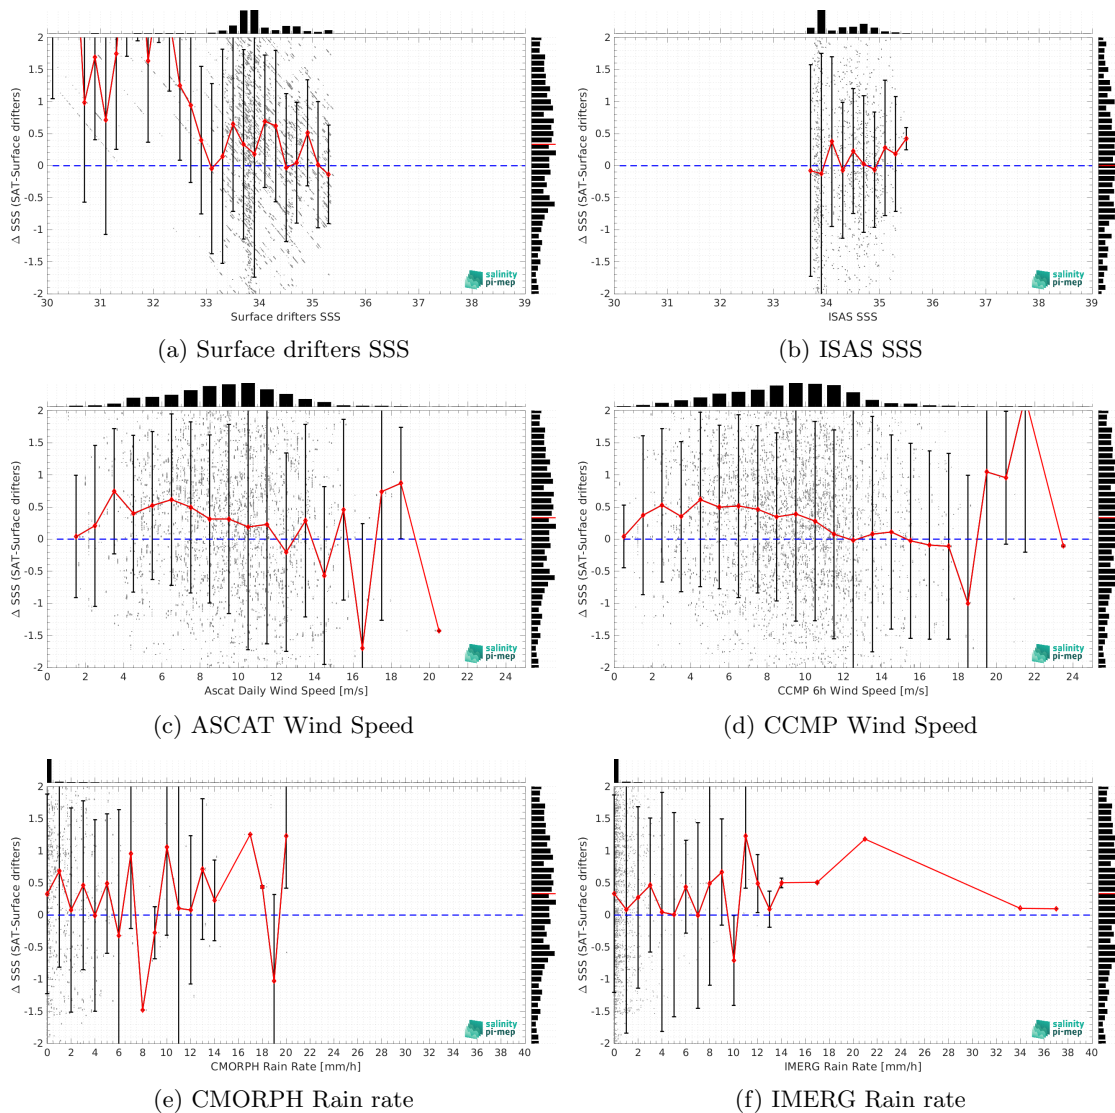 2
1.5
1
0.5
0
-0.5
-1
-1.5
-2
Δ SSS (SAT-Surface drifters)
30 31 32 33 34 35 36 37 38 39
Surface drifters SSS
salinity
pi-mep
(a) Surface drifters SSS
2
1.5
1
0.5
0
-0.5
-1
-1.5
-2
Δ SSS (SAT-Surface drifters)
30 31 32 33 34 35 36 37 38 39
ISAS SSS
salinity
pi-mep
(b) ISAS SSS
2
1.5
1
0.5
0
-0.5
-1
-1.5
-2
Δ SSS (SAT-Surface drifters)
0 2 4 6 8 10 12 14 16 18 20 22 24
Ascat Daily Wind Speed [m/s]
salinity
pi-mep
(c) ASCAT Wind Speed
2
1.5
1
0.5
0
-0.5
-1
-1.5
-2
Δ SSS (SAT-Surface drifters)
0 2 4 6 8 10 12 14 16 18 20 22 24
CCMP 6h Wind Speed [m/s]
salinity
pi-mep
(d) CCMP Wind Speed
2
1.5
1
0.5
0
-0.5
-1
-1.5
-2
Δ SSS (SAT-Surface drifters)
0 2 4 6 8 10 12 14 16 18 20 22 24 26 28 30 32 34 36 38 40
CMORPH Rain Rate [mm/h]
salinity
pi-mep
(e) CMORPH Rain rate
2
1.5
1
0.5
0
-0.5
-1
-1.5
-2
Δ SSS (SAT-Surface drifters)
0 2 4 6 8 10 12 14 16 18 20 22 24 26 28 30 32 34 36 38 40
IMERG Rain Rate [mm/h]
salinity
pi-mep
(f) IMERG Rain rate